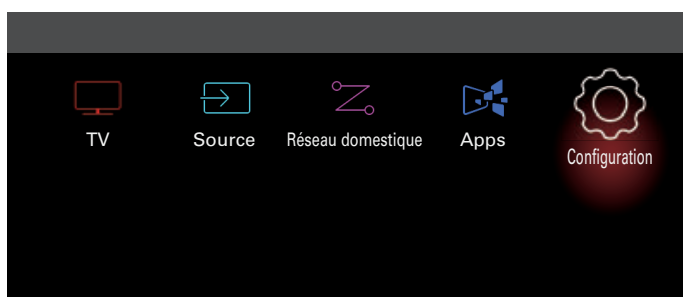 TV
Source
Réseau domestique
Apps
Configuration